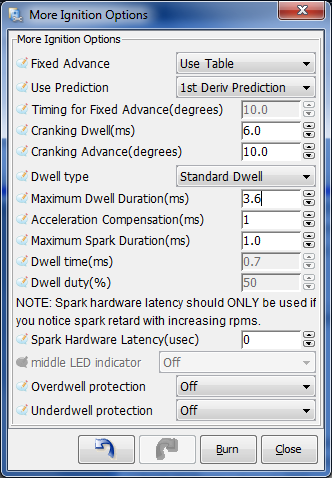 More Ignition Options
More Ignition Options
Fixed Advance Use Table
Use Prediction 1st Deriv Prediction
Timing for Fixed Advance(degrees) 10.0
Cranking Dwell(ms) 6.0
Cranking Advance(degrees) 10.0
Dwell type Standard Dwell
Maximum Dwell Duration(ms) 3.6
Acceleration Compensation(ms) 1
Maximum Spark Duration(ms) 1.0
Dwell time(ms) 0.7
Dwell duty(%) 50
NOTE: Spark hardware latency should ONLY be used if
you notice spark retard with increasing rpms.
Spark Hardware Latency(usec) 0
middle LED indicator Off
Overdwell protection Off
Underdwell protection Off
Burn Close